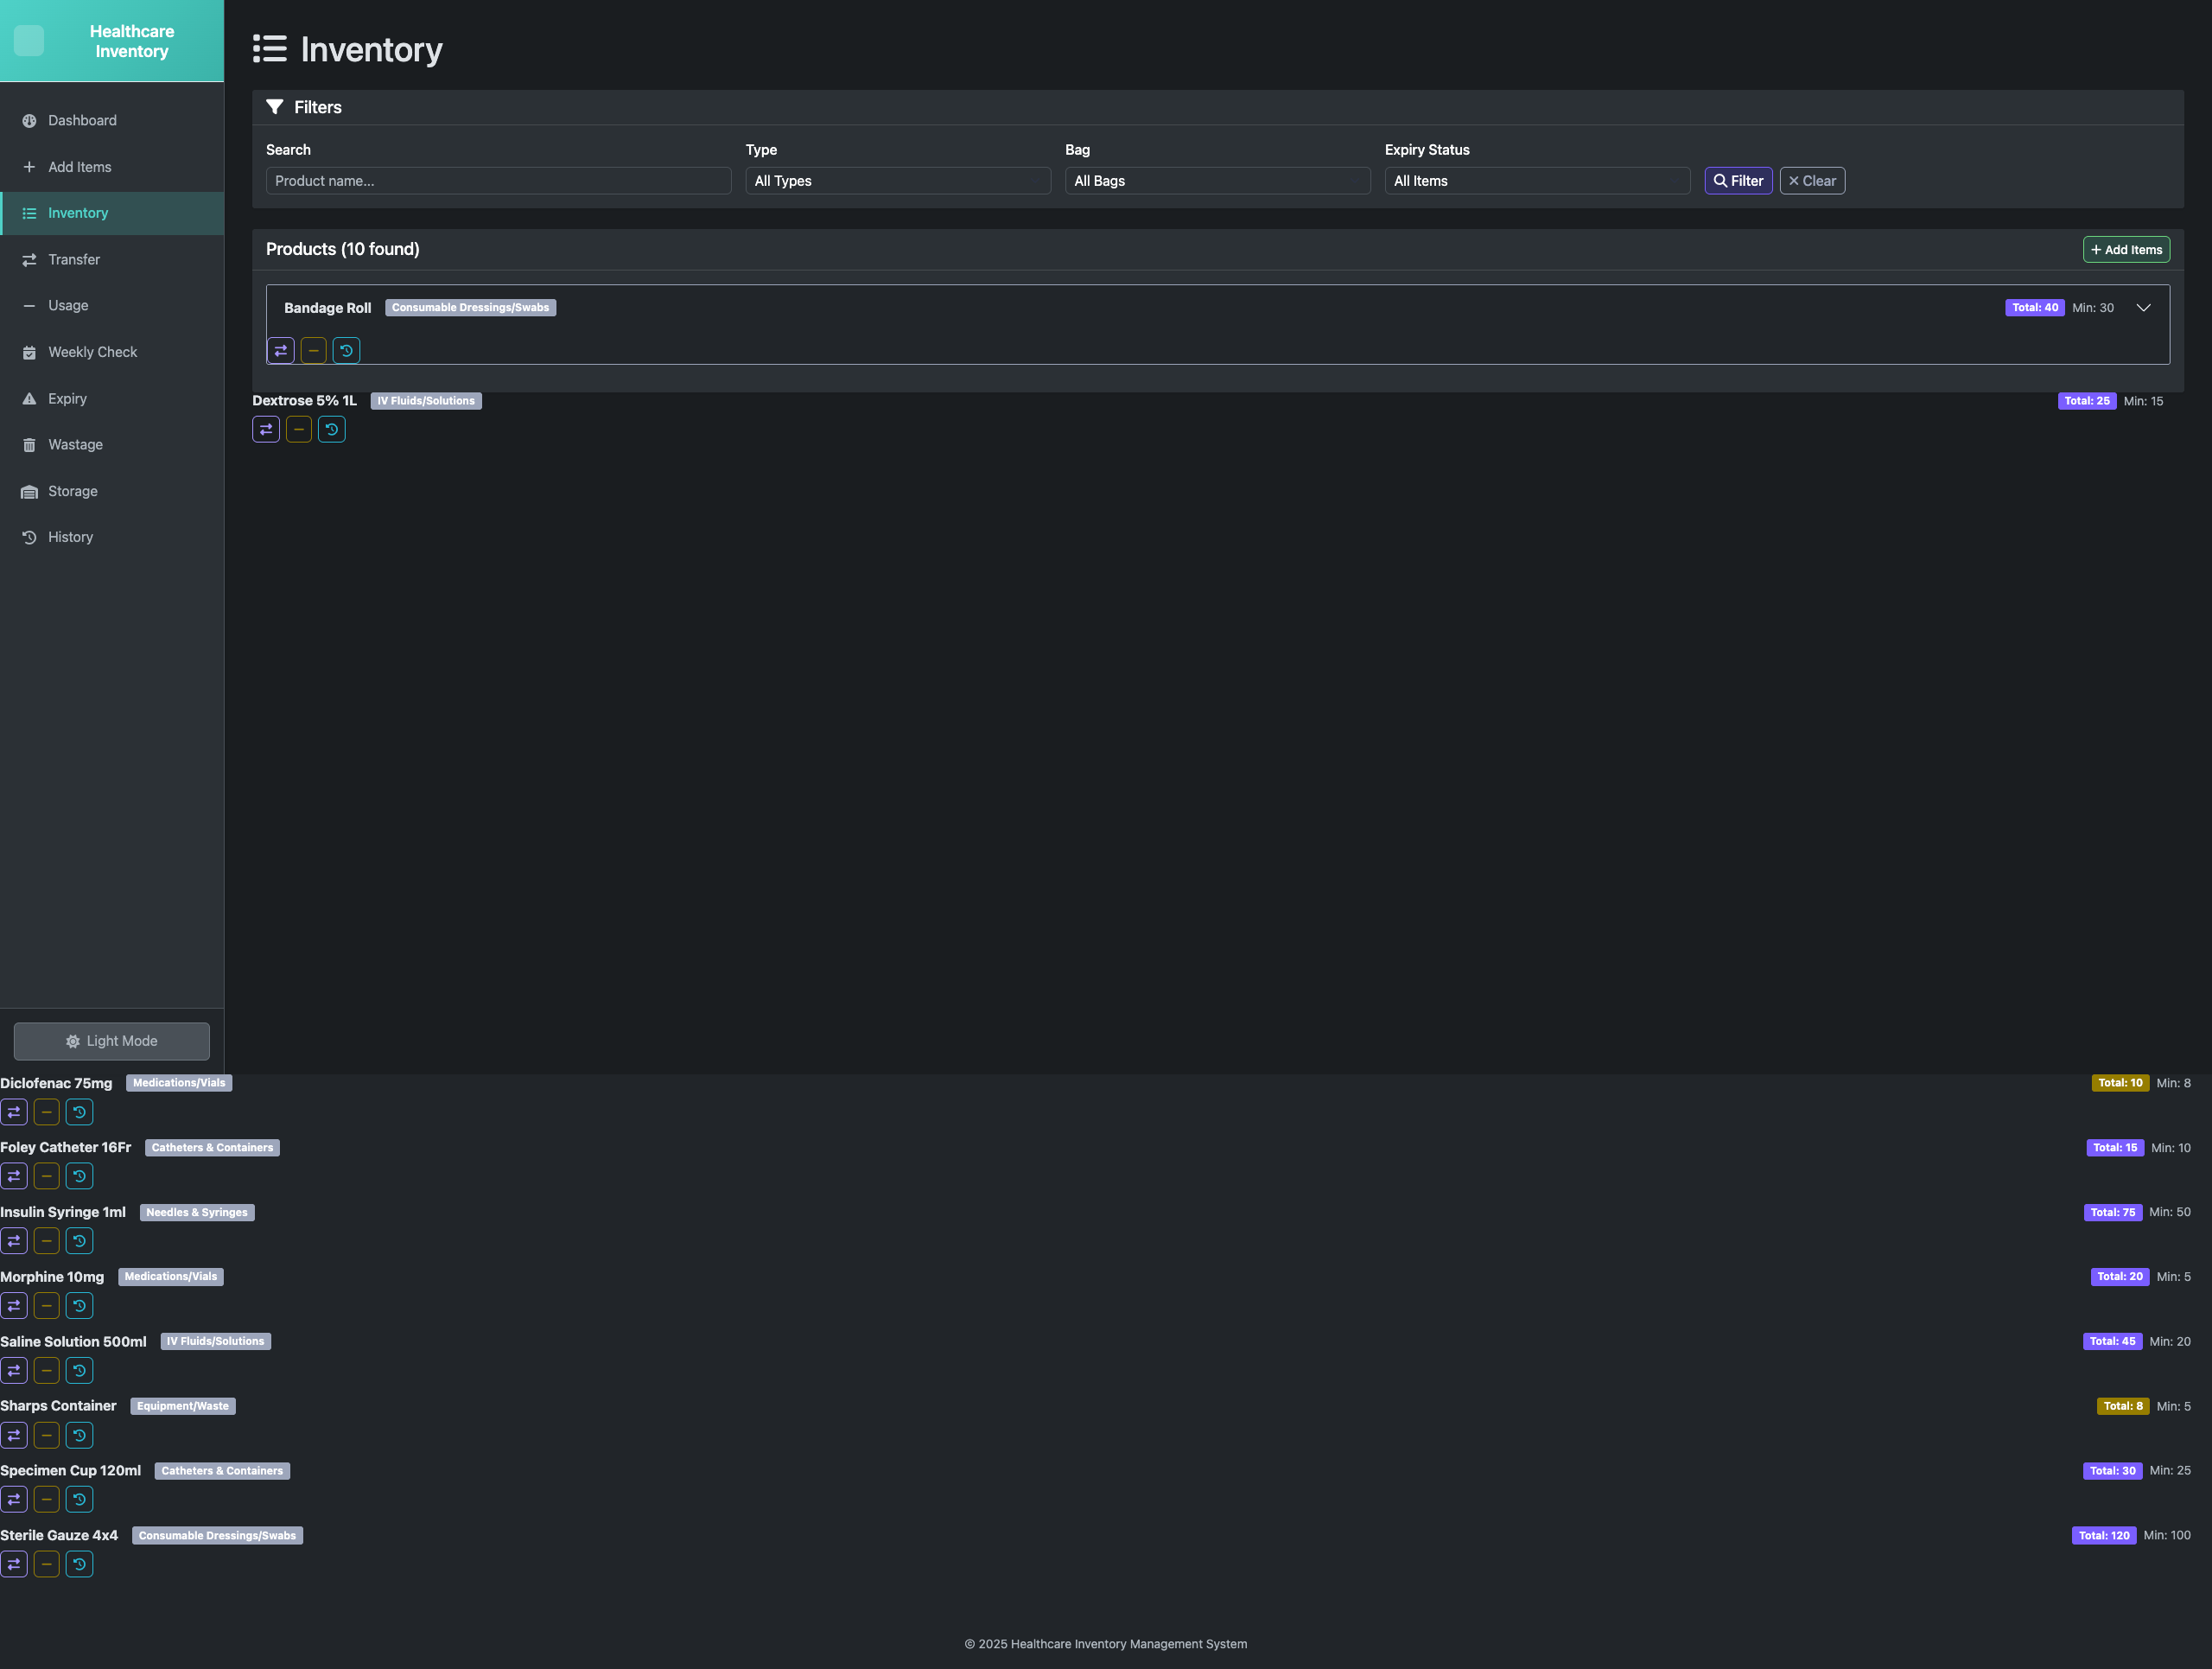 Healthcare
Inventory
Dashboard
Add Items
Inventory
Transfer
Usage
Weekly Check
Expiry
Wastage
Storage
History
Light Mode
Inventory
Filters
Search
Type
Bag
Expiry Status
Product name...
All Types
All Bags
All Items
Filter
Clear
Products (10 found)
Add Items
Bandage Roll Consumable Dressings/Swabs Total: 40 Min: 30
Dextrose 5% 1L IV Fluids/Solutions Total: 25 Min: 15
Diclofenac 75mg Medications/Vials Total: 10 Min: 8
Foley Catheter 16Fr Catheters & Containers Total: 15 Min: 10
Insulin Syringe 1ml Needles & Syringes Total: 75 Min: 50
Morphine 10mg Medications/Vials Total: 20 Min: 5
Saline Solution 500ml IV Fluids/Solutions Total: 45 Min: 20
Sharps Container Equipment/Waste Total: 8 Min: 5
Specimen Cup 120ml Catheters & Containers Total: 30 Min: 25
Sterile Gauze 4x4 Consumable Dressings/Swabs Total: 120 Min: 100
© 2025 Healthcare Inventory Management System